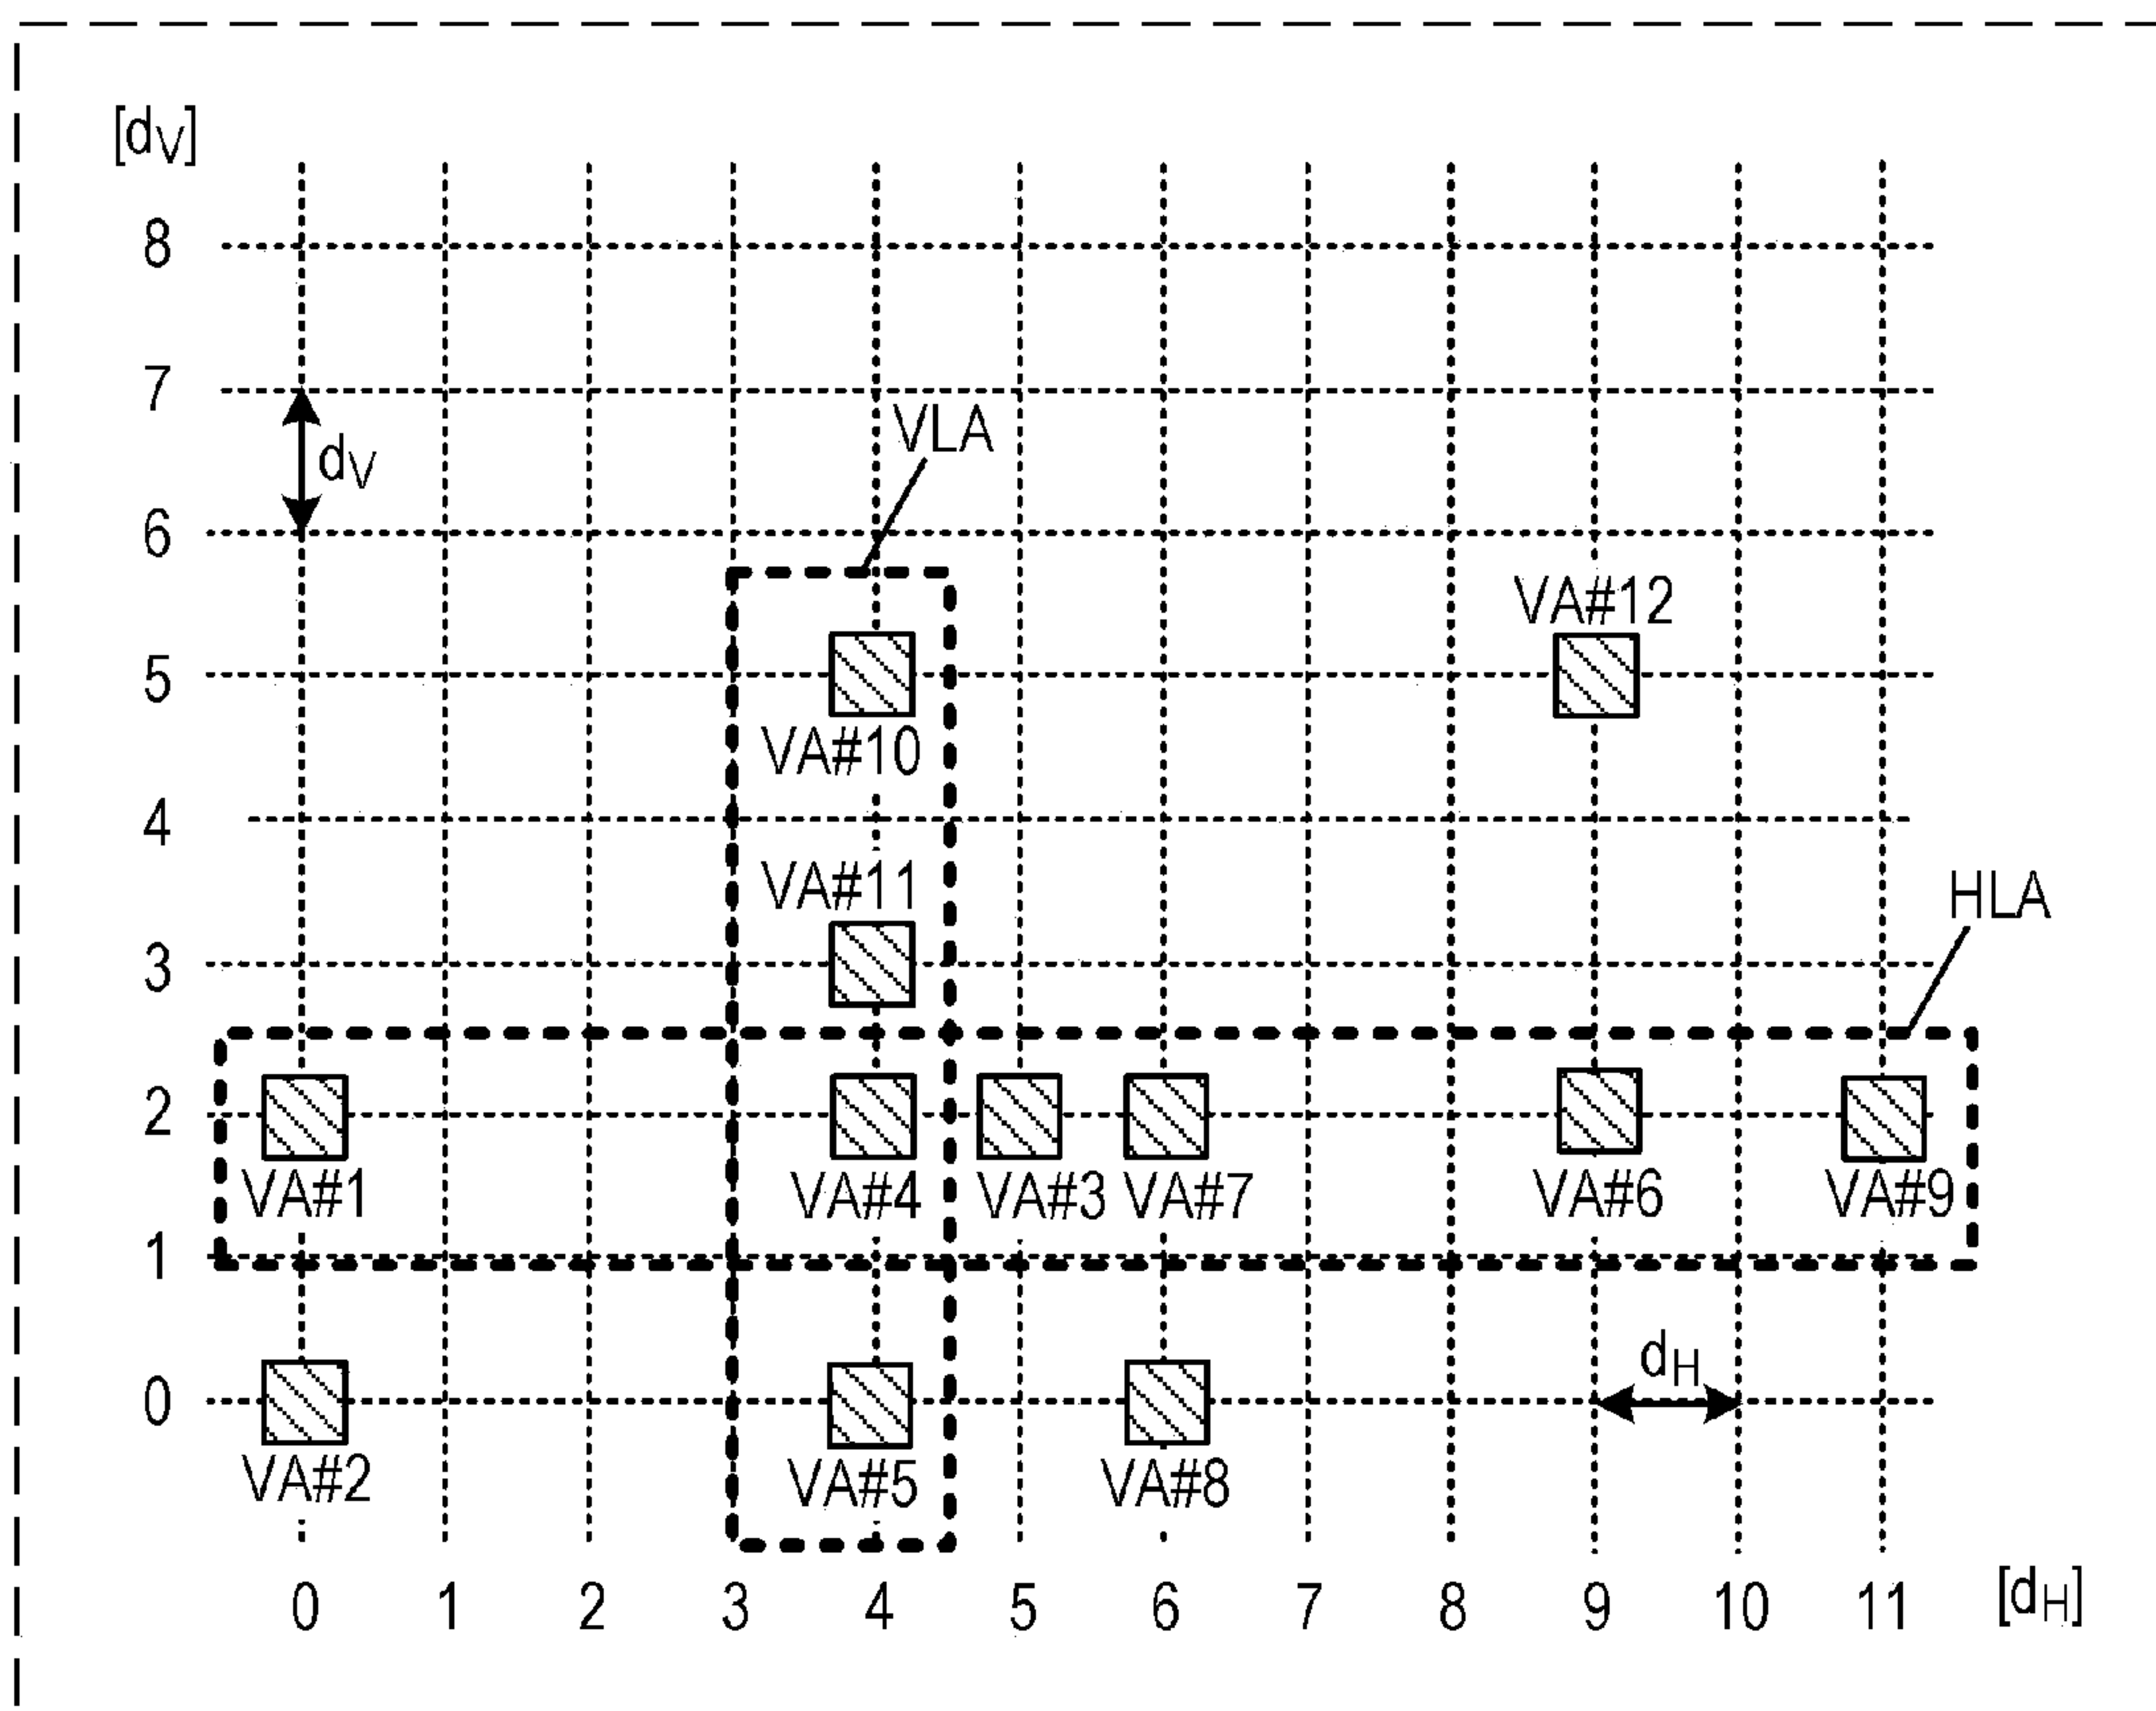 [dV]
8
7
dV
VLA
6
VA#12
5
VA#10
4
VA#11
HLA
3
2
VA#1 VA#4 VA#3 VA#7 VA#6 VA#9
1
dH
0
VA#2 VA#5 VA#8
0 1 2 3 4 5 6 7 8 9 10 11 [dH]